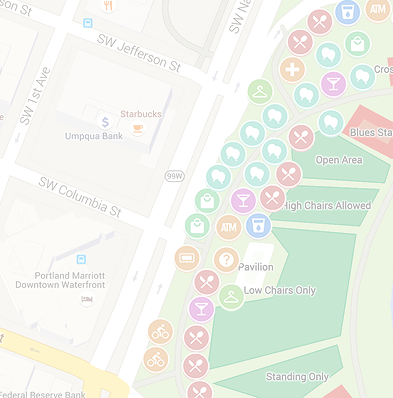 son St
SW Jefferson St
SW Na
ATM
SW 1st Ave
Starbucks
$
Umpqua Bank
Cros
Blues Sta
Open Area
99W
SW Columbia St
High Chairs Allowed
ATM
Portland Marriott
Downtown Waterfront
?
Pavilion
Low Chairs Only
Standing Only
Federal Reserve Bank